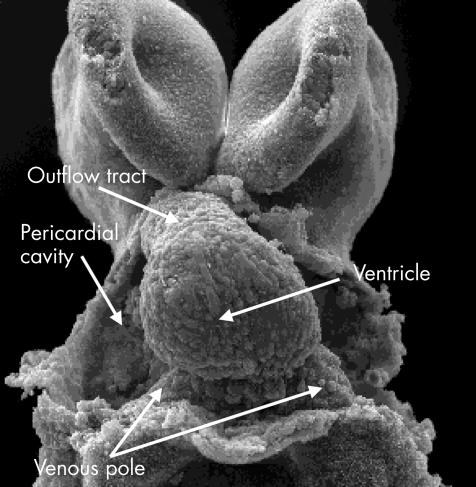 Outflow tract
Pericardial
cavity
Ventricle
Venous pole